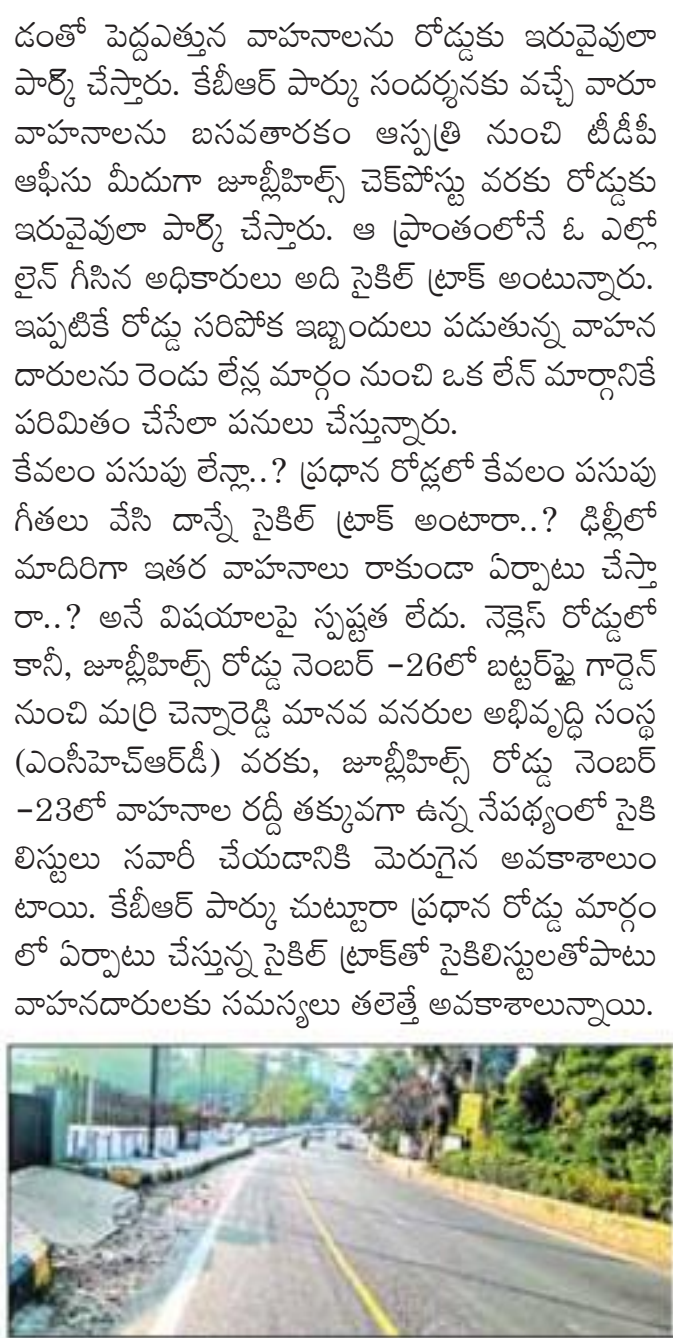 డంతో పెద్దఎత్తున వాహనాలను రోడ్డుకు ఇరువైవులా
పార్క్ చేస్తారు. కేబీఆర్ పార్కు సందర్శనకు వచ్చే వారూ
వాహనాలను బసవతారకం ఆస్పత్రి నుంచి టీడీపీ
ఆఫీసు మీదుగా జూబ్లీహిల్స్ చెక్‌పోస్టు వరకు రోడ్డుకు
ఇరువైవులా పార్క్ చేస్తారు. ఆ ప్రాంతంలోనే ఓ ఎల్లో
లైన్ గీసిన అధికారులు అది సైకిల్ ట్రాక్ అంటున్నారు.
ఇప్పటికే రోడ్డు సరిపోక ఇబ్బందులు పడుతున్న వాహన
దారులను రెండు లేన్ల మార్గం నుంచి ఒక లేన్ మార్గానికే
పరిమితం చేసేలా పనులు చేస్తున్నారు.
కేవలం పసుపు లేన్లా..? ప్రధాన రోడ్లలో కేవలం పసుపు
గీతలు వేసి దాన్నే సైకిల్ ట్రాక్ అంటారా..? ఢిల్లీలో
మాదిరిగా ఇతర వాహనాలు రాకుండా ఏర్పాటు చేస్తా
రా..? అనే విషయాలపై స్పష్టత లేదు. నెక్లెస్ రోడ్డులో
కానీ, జూబ్లీహిల్స్ రోడ్డు నెంబర్ -26లో బట్టర్‌ఫ్లై గార్డెన్
నుంచి మర్రి చెన్నారెడ్డి మానవ వనరుల అభివృద్ధి సంస్థ
(ఎంసీహెచ్ఆర్‌డీ) వరకు, జూబ్లీహిల్స్ రోడ్డు నెంబర్
-23లో వాహనాల రద్దీ తక్కువగా ఉన్న నేపథ్యంలో సైకి
లిస్టులు సవారీ చేయడానికి మెరుగైన అవకాశాలుం
టాయి. కేబీఆర్ పార్కు చుట్టూరా ప్రధాన రోడ్డు మార్గం
లో ఏర్పాటు చేస్తున్న సైకిల్ ట్రాక్‌తో సైకిలిస్టులతోపాటు
వాహనదారులకు సమస్యలు తలెత్తే అవకాశాలున్నాయి.